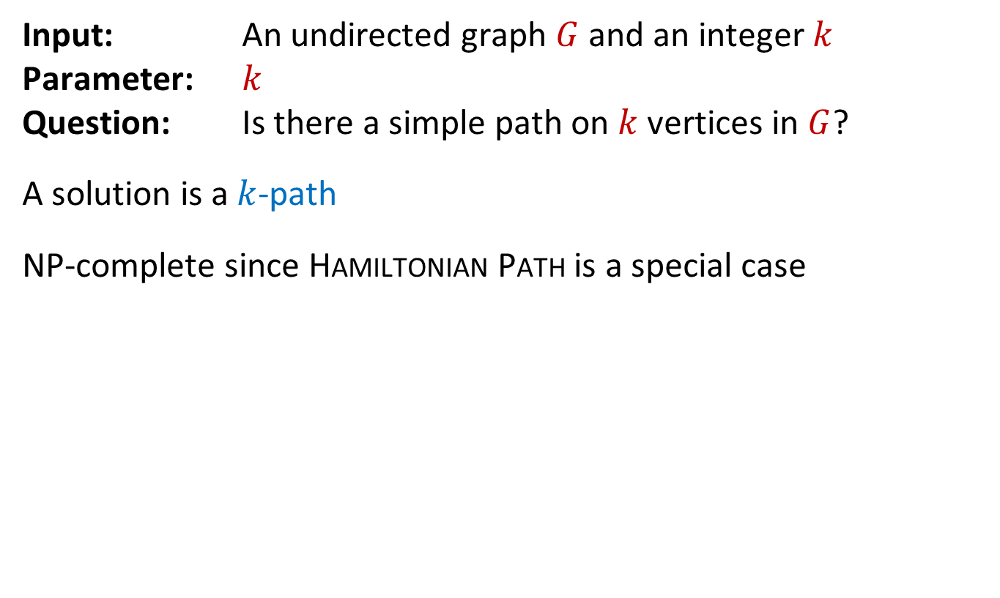 Input: An undirected graph G and an integer k
Parameter: k
Question: Is there a simple path on k vertices in G?
A solution is a k-path
NP-complete since HAMILTONIAN PATH is a special case